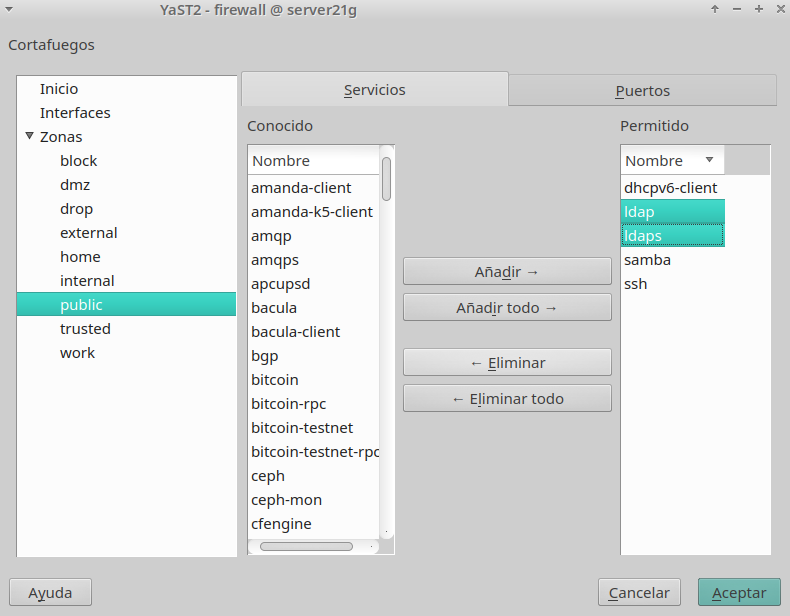 YaST2 - firewall @ server21g
Cortafuegos
Inicio
Interfaces
Zonas
block
dmz
drop
external
home
internal
public
trusted
work
Servicios
Puertos
Conocido
Nombre
amanda-client
amanda-k5-client
amqp
amqps
apcupsd
bacula
bacula-client
bgp
bitcoin
bitcoin-rpc
bitcoin-testnet
bitcoin-testnet-rpc
ceph
ceph-mon
cfengine
Añadir →
Añadir todo →
← Eliminar
← Eliminar todo
Permitido
Nombre
dhcpv6-client
ldap
ldaps
samba
ssh
Ayuda
Cancelar
Aceptar